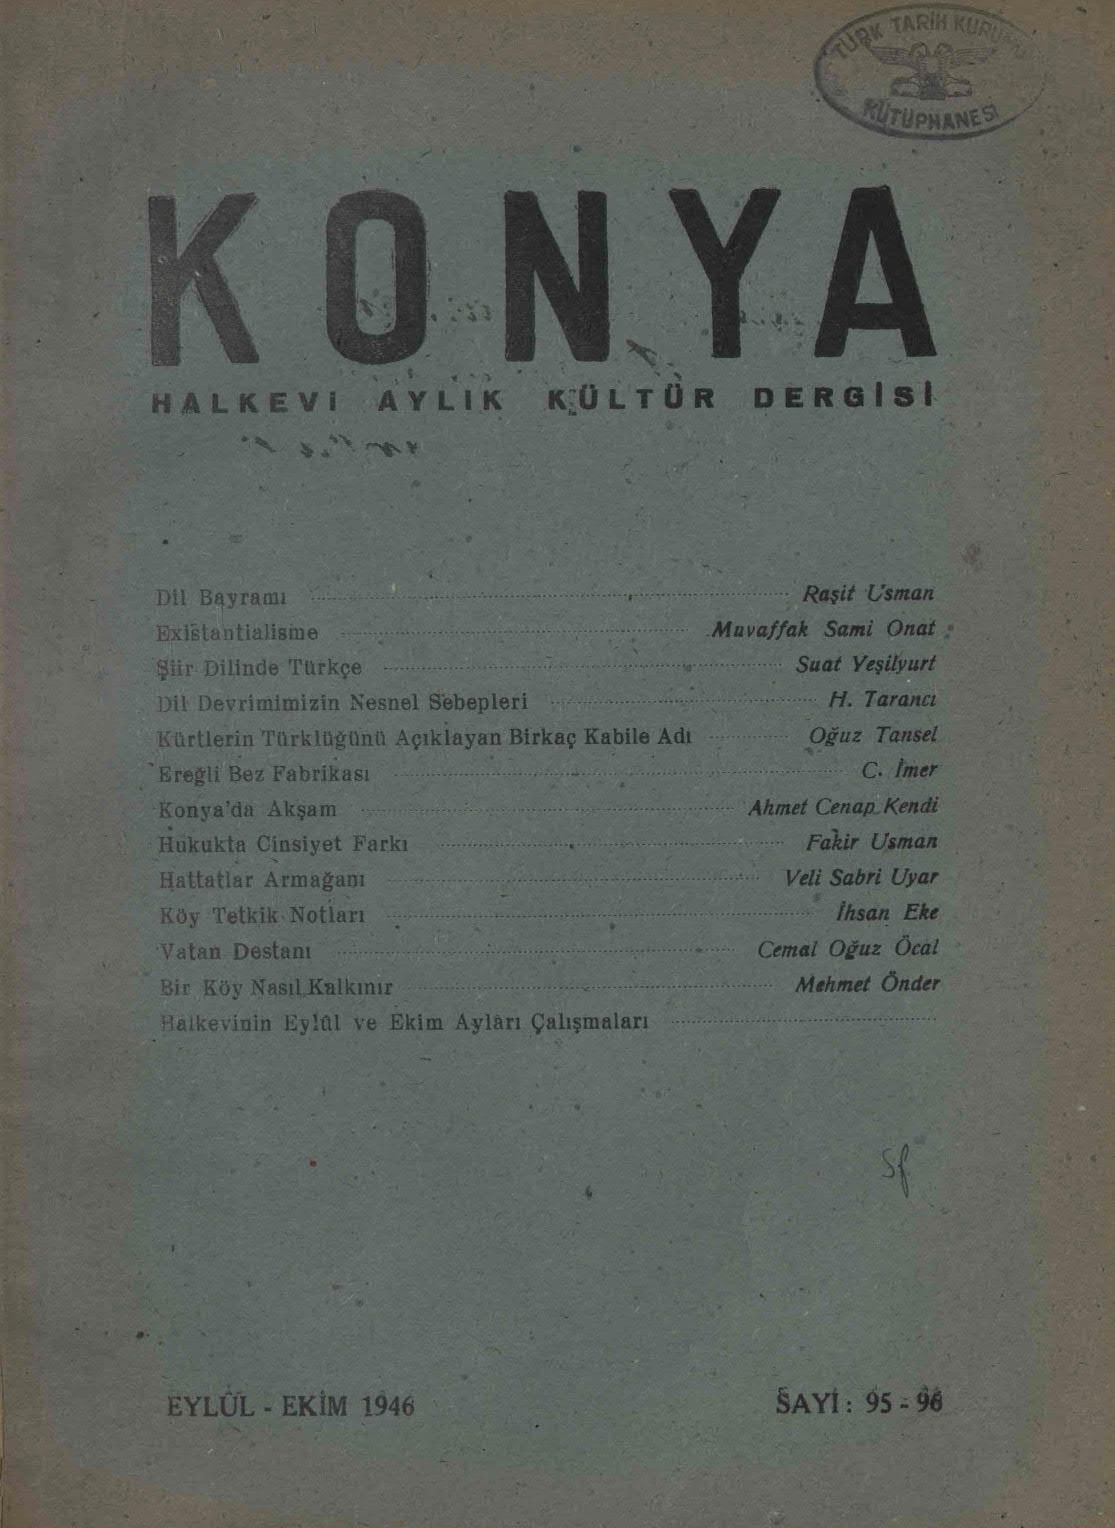 TÜRK TARİH KURUMU
KÜTÜPHANESİ
KONYA
HALKEVİ AYLIK KÜLTÜR DERGİSİ
Dil Bayramı Raşit Usman
Existantialisme Muvaffak Sami Onat
Şiir Dilinde Türkçe Suat Yeşilyurt
Dil Devrimimizin Nesnel Sebepleri H. Tarancı
Kürtlerin Türklüğünü Açıklayan Birkaç Kabile Adı Oğuz Tansel
Ereğli Bez Fabrikası C. İmer
Konya'da Akşam Ahmet Cenap Kendi
Hukukta Cinsiyet Farkı Fakir Usman
Hattatlar Armağanı Veli Sabri Uyar
Köy Tetkik Notları İhsan Eke
Vatan Destanı Cemal Oğuz Öcal
Bir Köy Nasıl Kalkınır Mehmet Önder
Halkevinin Eylûl ve Ekim Ayları Çalışmaları
Sf
EYLÛL - EKİM 1946 SAYİ: 95 - 96